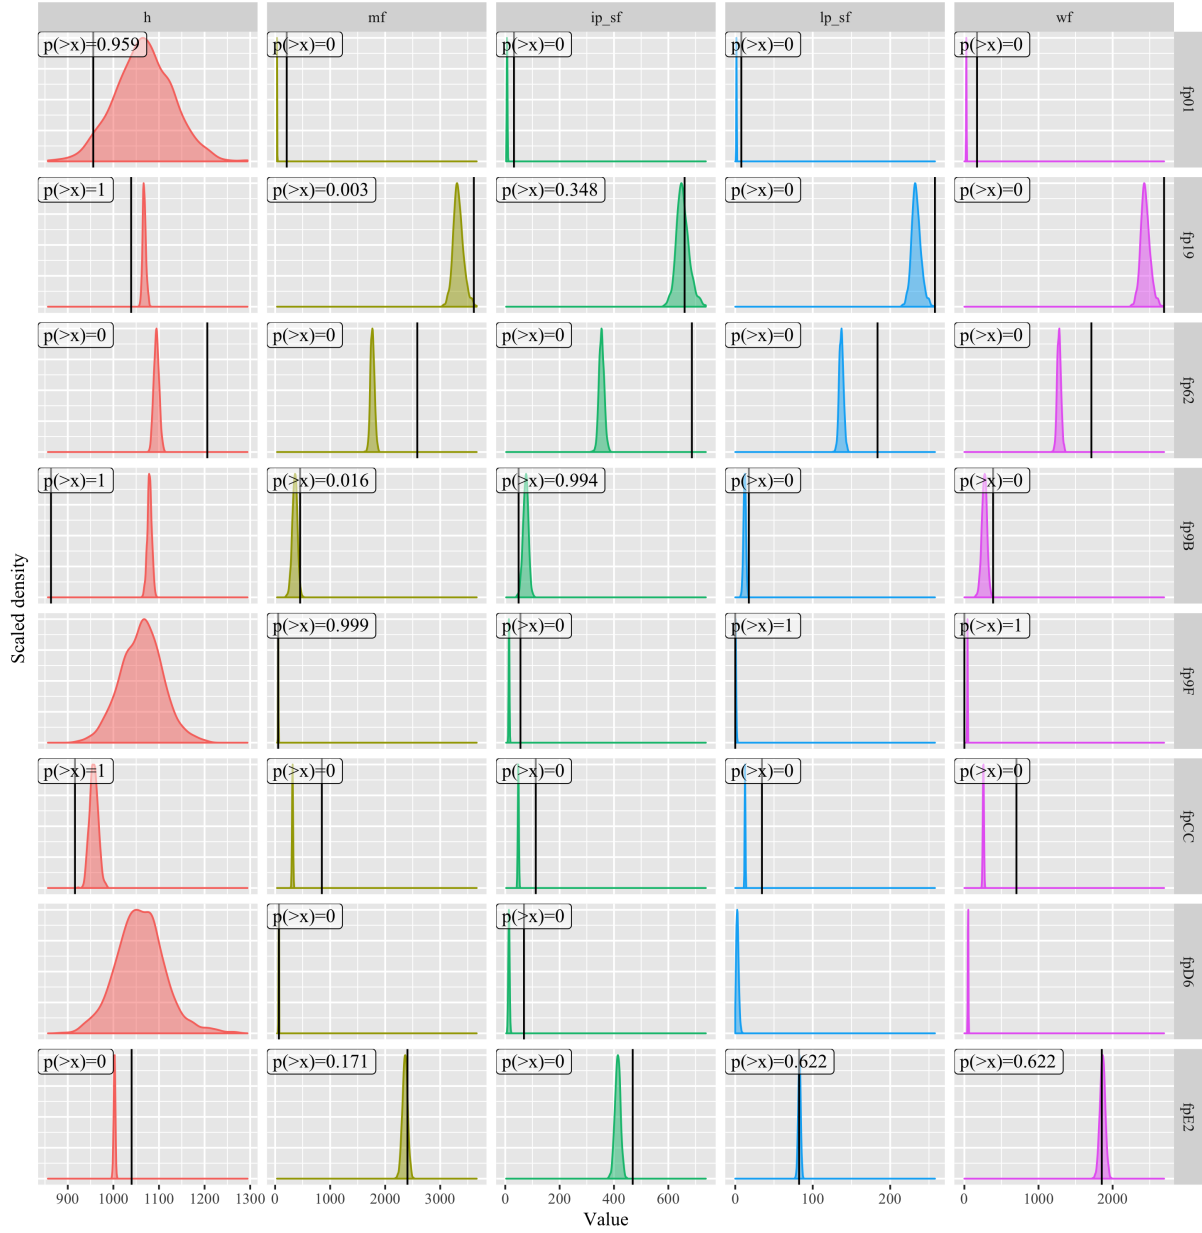 h mf ip_sf lp_sf wf
p(>x)=0.959 p(>x)=0 p(>x)=0 p(>x)=0 p(>x)=0 fp01
p(>x)=1 p(>x)=0.003 p(>x)=0.348 p(>x)=0 p(>x)=0 fp19
p(>x)=0 p(>x)=0 p(>x)=0 p(>x)=0 p(>x)=0 fp62
p(>x)=1 p(>x)=0.016 p(>x)=0.994 p(>x)=0 p(>x)=0 fp9B
Scaled density
p(>x)=0.999 p(>x)=0 p(>x)=1 p(>x)=1 fp9F
p(>x)=1 p(>x)=0 p(>x)=0 p(>x)=0 p(>x)=0 fpCC
p(>x)=0 p(>x)=0 fpD6
p(>x)=0 p(>x)=0.171 p(>x)=0 p(>x)=0.622 p(>x)=0.622 fpE2
900 1000 1100 1200 1300 0 1000 2000 3000 0 200 400 600 0 100 200 0 1000 2000
Value